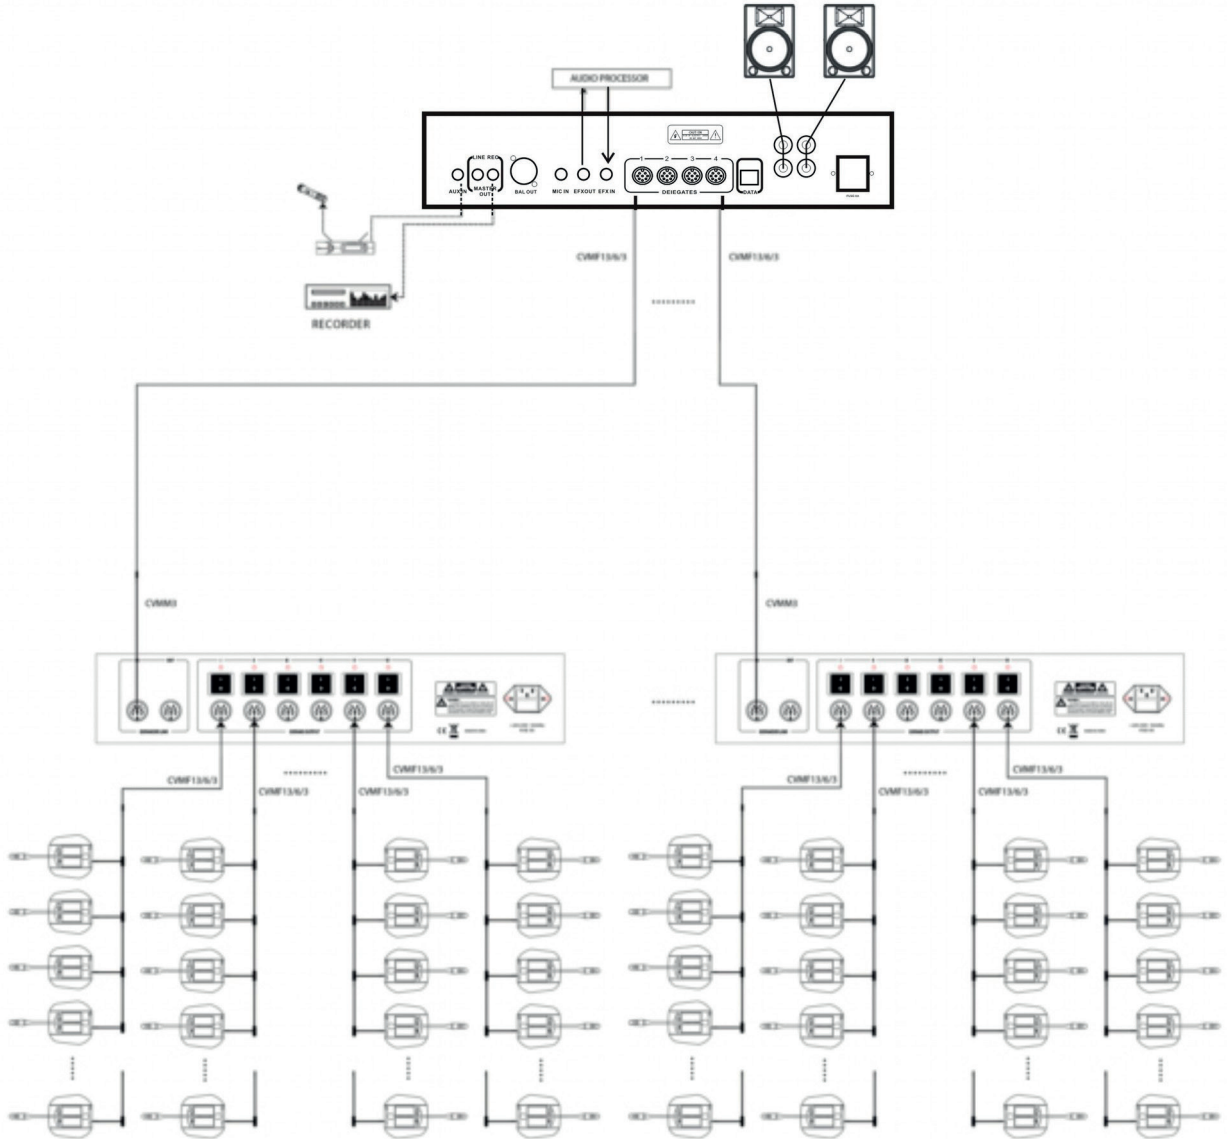 AUDIO PROCESSOR
LINE REC
1 2 3 4
AUX IN
MASTER
OUT
BAL OUT
MIC IN EFXOUT EFX IN
DEIEGATES
DATA
CVMF13/6/3
CVMF13/6/3
RECORDER
CVMM3
CVMM3
CVMF13/6/3
CVMF13/6/3
CVMF13/6/3
CVMF13/6/3
CVMF13/6/3
CVMF13/6/3
CVMF13/6/3
CVMF13/6/3